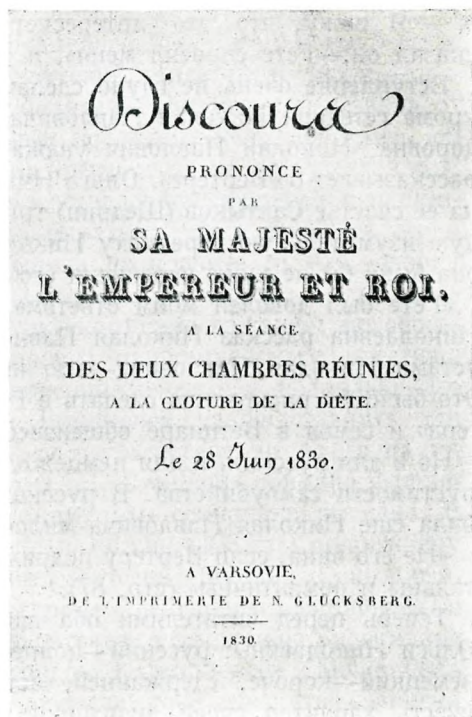 Discours
PRONONCE
PAR
SA MAJESTÉ
L'EMPEREUR ET ROI.
A LA SÉANCE
DES DEUX CHAMBRES RÉUNIES,
A LA CLOTURE DE LA DIÈTE.
Le 28 Juin 1830.
A VARSOVIE,
DE L'IMPRIMERIE DE N. GLÜCKSBERG.
1830.